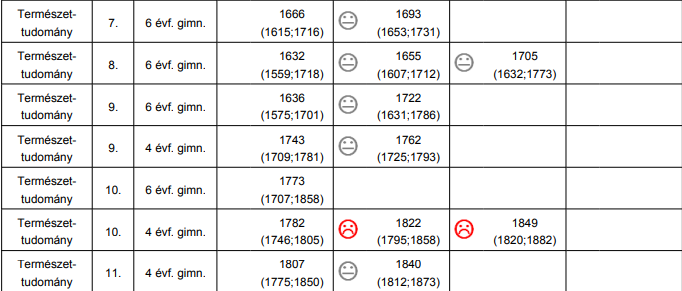 Természet-
tudomány 7. 6 évf. gimn. 1666 (1615;1716) 1693 (1653;1731)
Természet-
tudomány 8. 6 évf. gimn. 1632 (1559;1718) 1655 (1607;1712) 1705 (1632;1773)
Természet-
tudomány 9. 6 évf. gimn. 1636 (1575;1701) 1722 (1631;1786)
Természet-
tudomány 9. 4 évf. gimn. 1743 (1709;1781) 1762 (1725;1793)
Természet-
tudomány 10. 6 évf. gimn. 1773 (1707;1858)
Természet-
tudomány 10. 4 évf. gimn. 1782 (1746;1805) 1822 (1795;1858) 1849 (1820;1882)
Természet-
tudomány 11. 4 évf. gimn. 1807 (1775;1850) 1840 (1812;1873)